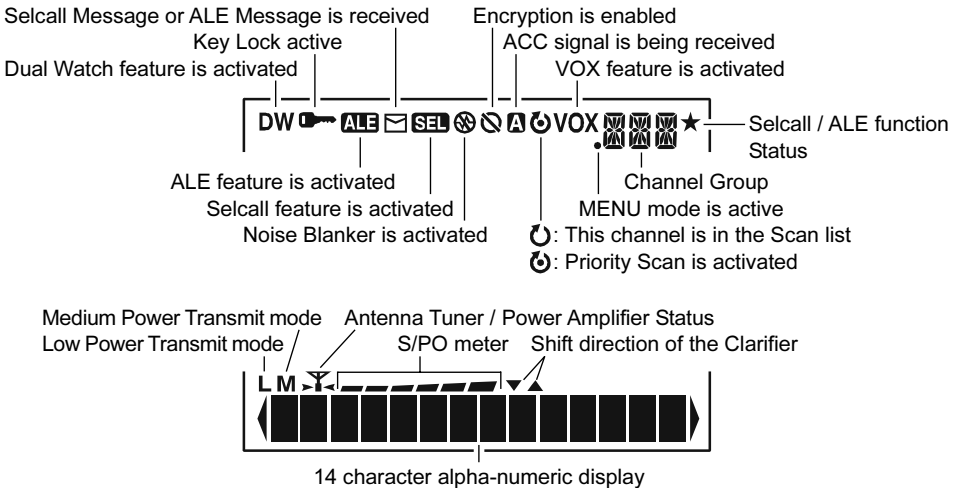 Selcall Message or ALE Message is received
Encryption is enabled
Key Lock active
ACC signal is being received
Dual Watch feature is activated
VOX feature is activated
DW ALE SEL A VOX ★
Selcall / ALE function
Status
ALE feature is activated
Channel Group
Selcall feature is activated
MENU mode is active
Noise Blanker is activated
: This channel is in the Scan list
: Priority Scan is activated
Medium Power Transmit mode
Antenna Tuner / Power Amplifier Status
Low Power Transmit mode
S/PO meter
Shift direction of the Clarifier
L M
14 character alpha-numeric display